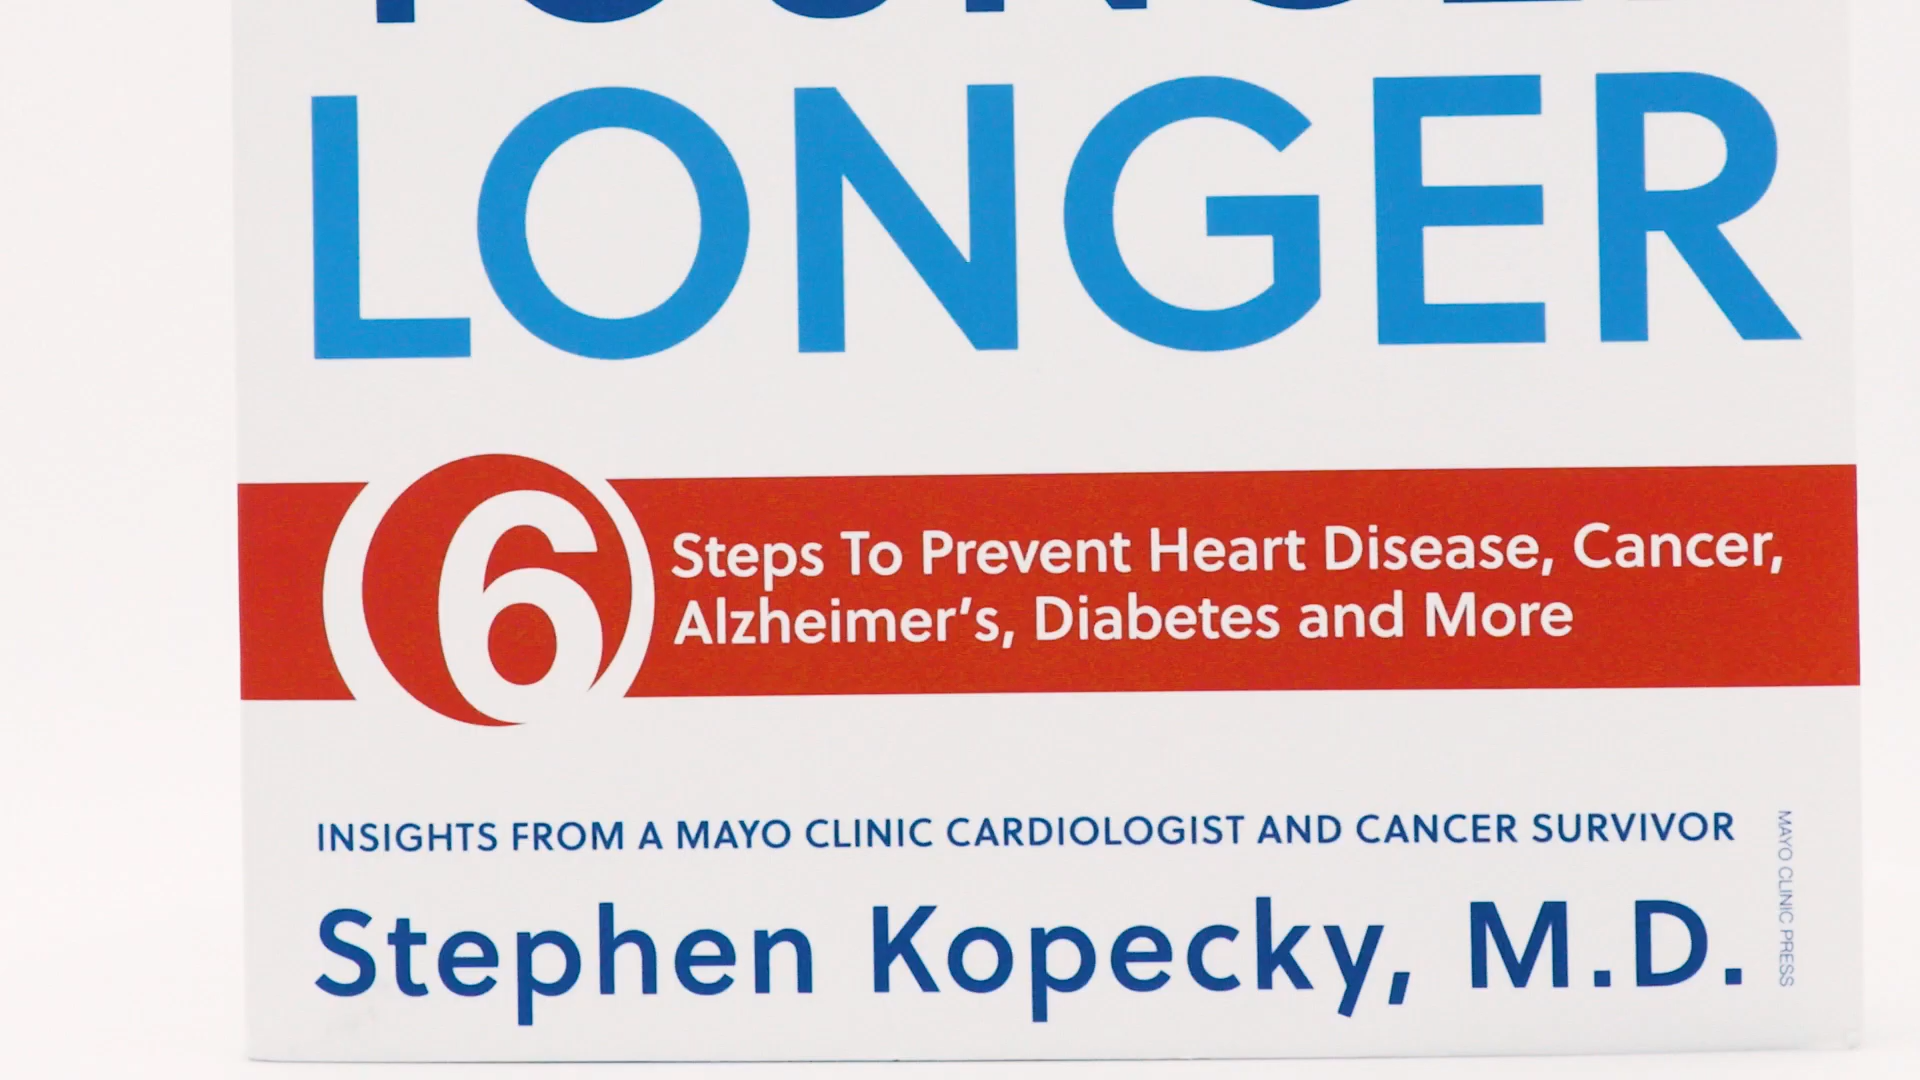 YOUNGER
LONGER
6
Steps To Prevent Heart Disease, Cancer,
Alzheimer's, Diabetes and More
INSIGHTS FROM A MAYO CLINIC CARDIOLOGIST AND CANCER SURVIVOR
Stephen Kopecky, M.D.
MAYO CLINIC PRESS